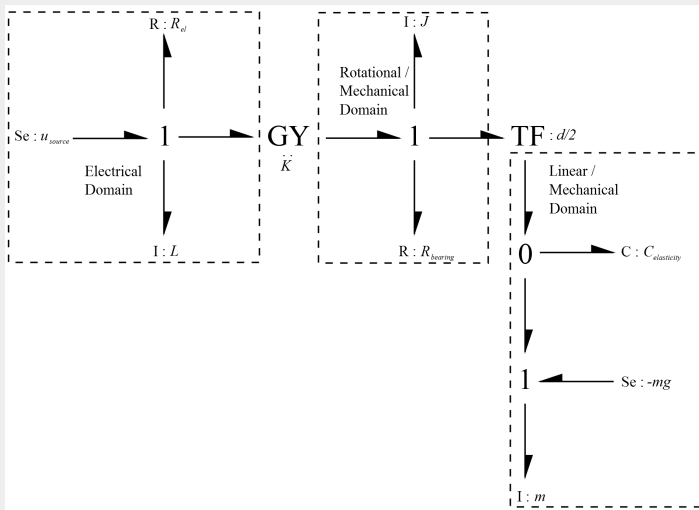 R : R_el
I : J
Rotational /
Mechanical
Domain
Se : u_source
1
GY
K
1
TF : d/2
Electrical
Domain
Linear /
Mechanical
Domain
I : L
R : R_bearing
0
C : C_elasticity
1
Se : -mg
I : m